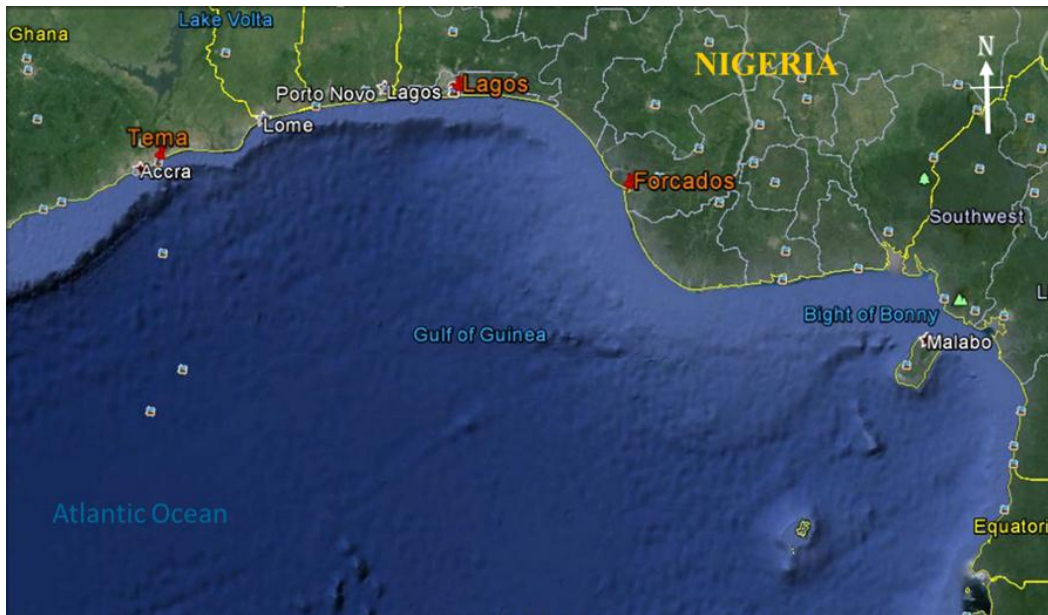 Lake Volta
Ghana
NIGERIA
N
Lagos
Porto Novo
Lagos
Lome
Tema
Accra
Forcados
Southwest
L
Bight of Bonny
Gulf of Guinea
Malabo
Atlantic Ocean
Equatori